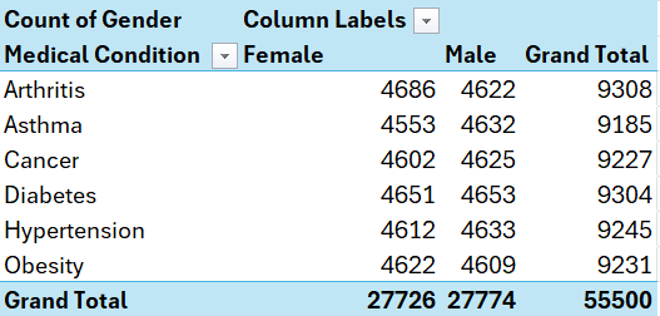 Count of Gender Column Labels
Medical Condition Female Male Grand Total
Arthritis 4686 4622 9308
Asthma 4553 4632 9185
Cancer 4602 4625 9227
Diabetes 4651 4653 9304
Hypertension 4612 4633 9245
Obesity 4622 4609 9231
Grand Total 27726 27774 55500